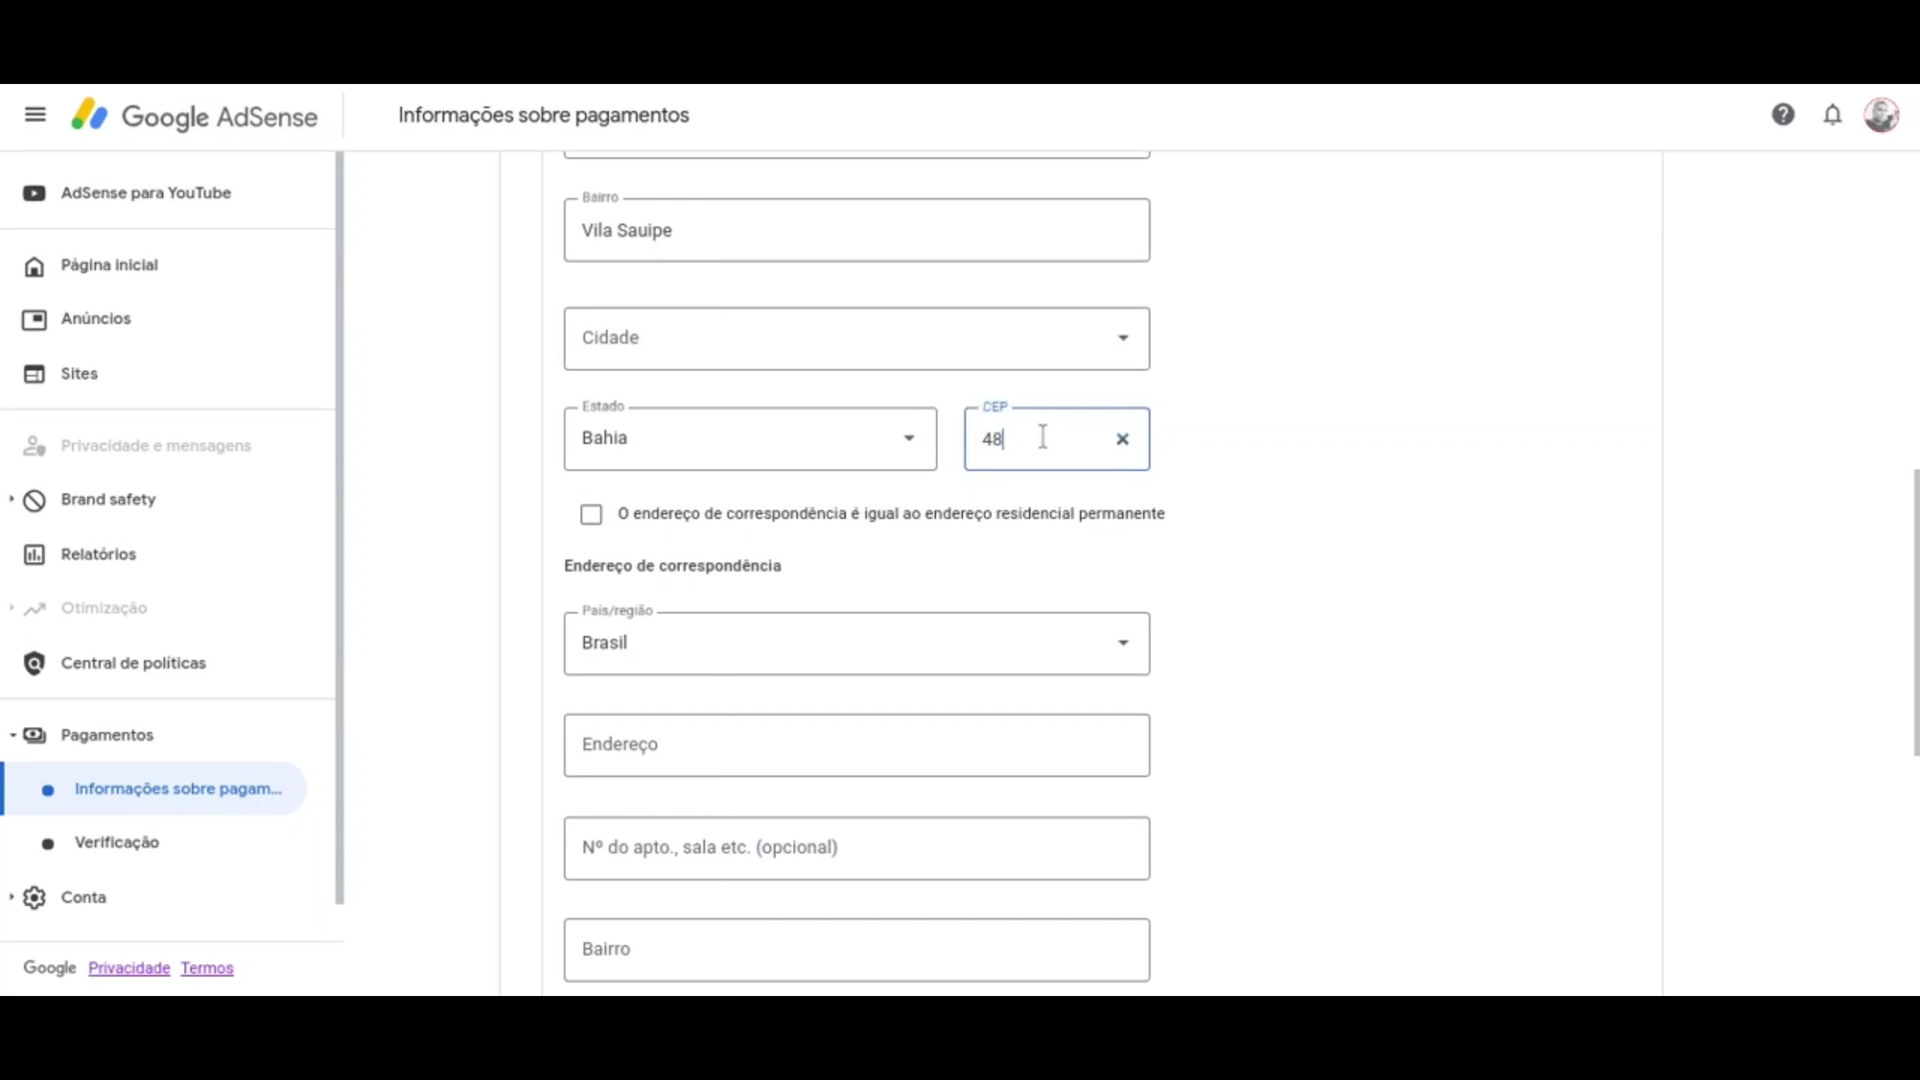 Google AdSense
Informações sobre pagamentos
AdSense para YouTube
Página inicial
Anúncios
Sites
Privacidade e mensagens
Brand safety
Relatórios
Otimização
Central de políticas
Pagamentos
Informações sobre pagam...
Verificação
Conta
Google Privacidade Termos
Bairro
Vila Sauipe
Cidade
Estado
Bahia
CEP
48
O endereço de correspondência é igual ao endereço residencial permanente
Endereço de correspondência
País/região
Brasil
Endereço
Nº do apto., sala etc. (opcional)
Bairro